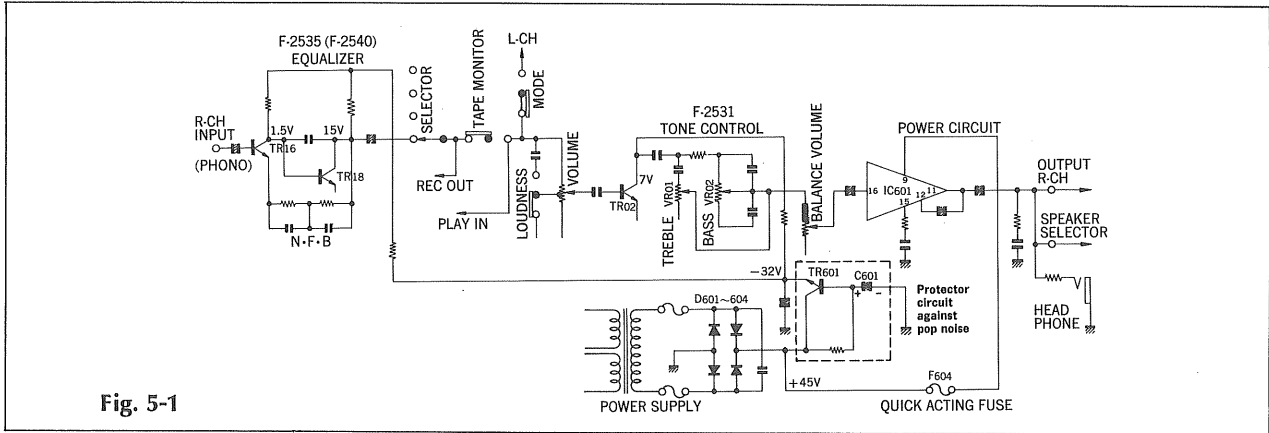 F-2535 (F-2540)
EQUALIZER
R-CH
INPUT
(PHONO)
1.5V
15V
TR16
TR18
N·F·B
SELECTOR
TAPE MONITOR
L-CH
MODE
REC OUT
PLAY IN
LOUDNESS
VOLUME
F-2531
TONE CONTROL
7V
TR02
TREBLE
VR01
BASS
VR02
BALANCE VOLUME
POWER CIRCUIT
9
16
IC601
12
11
15
OUTPUT
R-CH
SPEAKER
SELECTOR
HEAD
PHONE
−32V
TR601
C601
+
-
Protector
circuit
against
pop noise
D601~604
+45V
F604
POWER SUPPLY
QUICK ACTING FUSE
Fig. 5-1